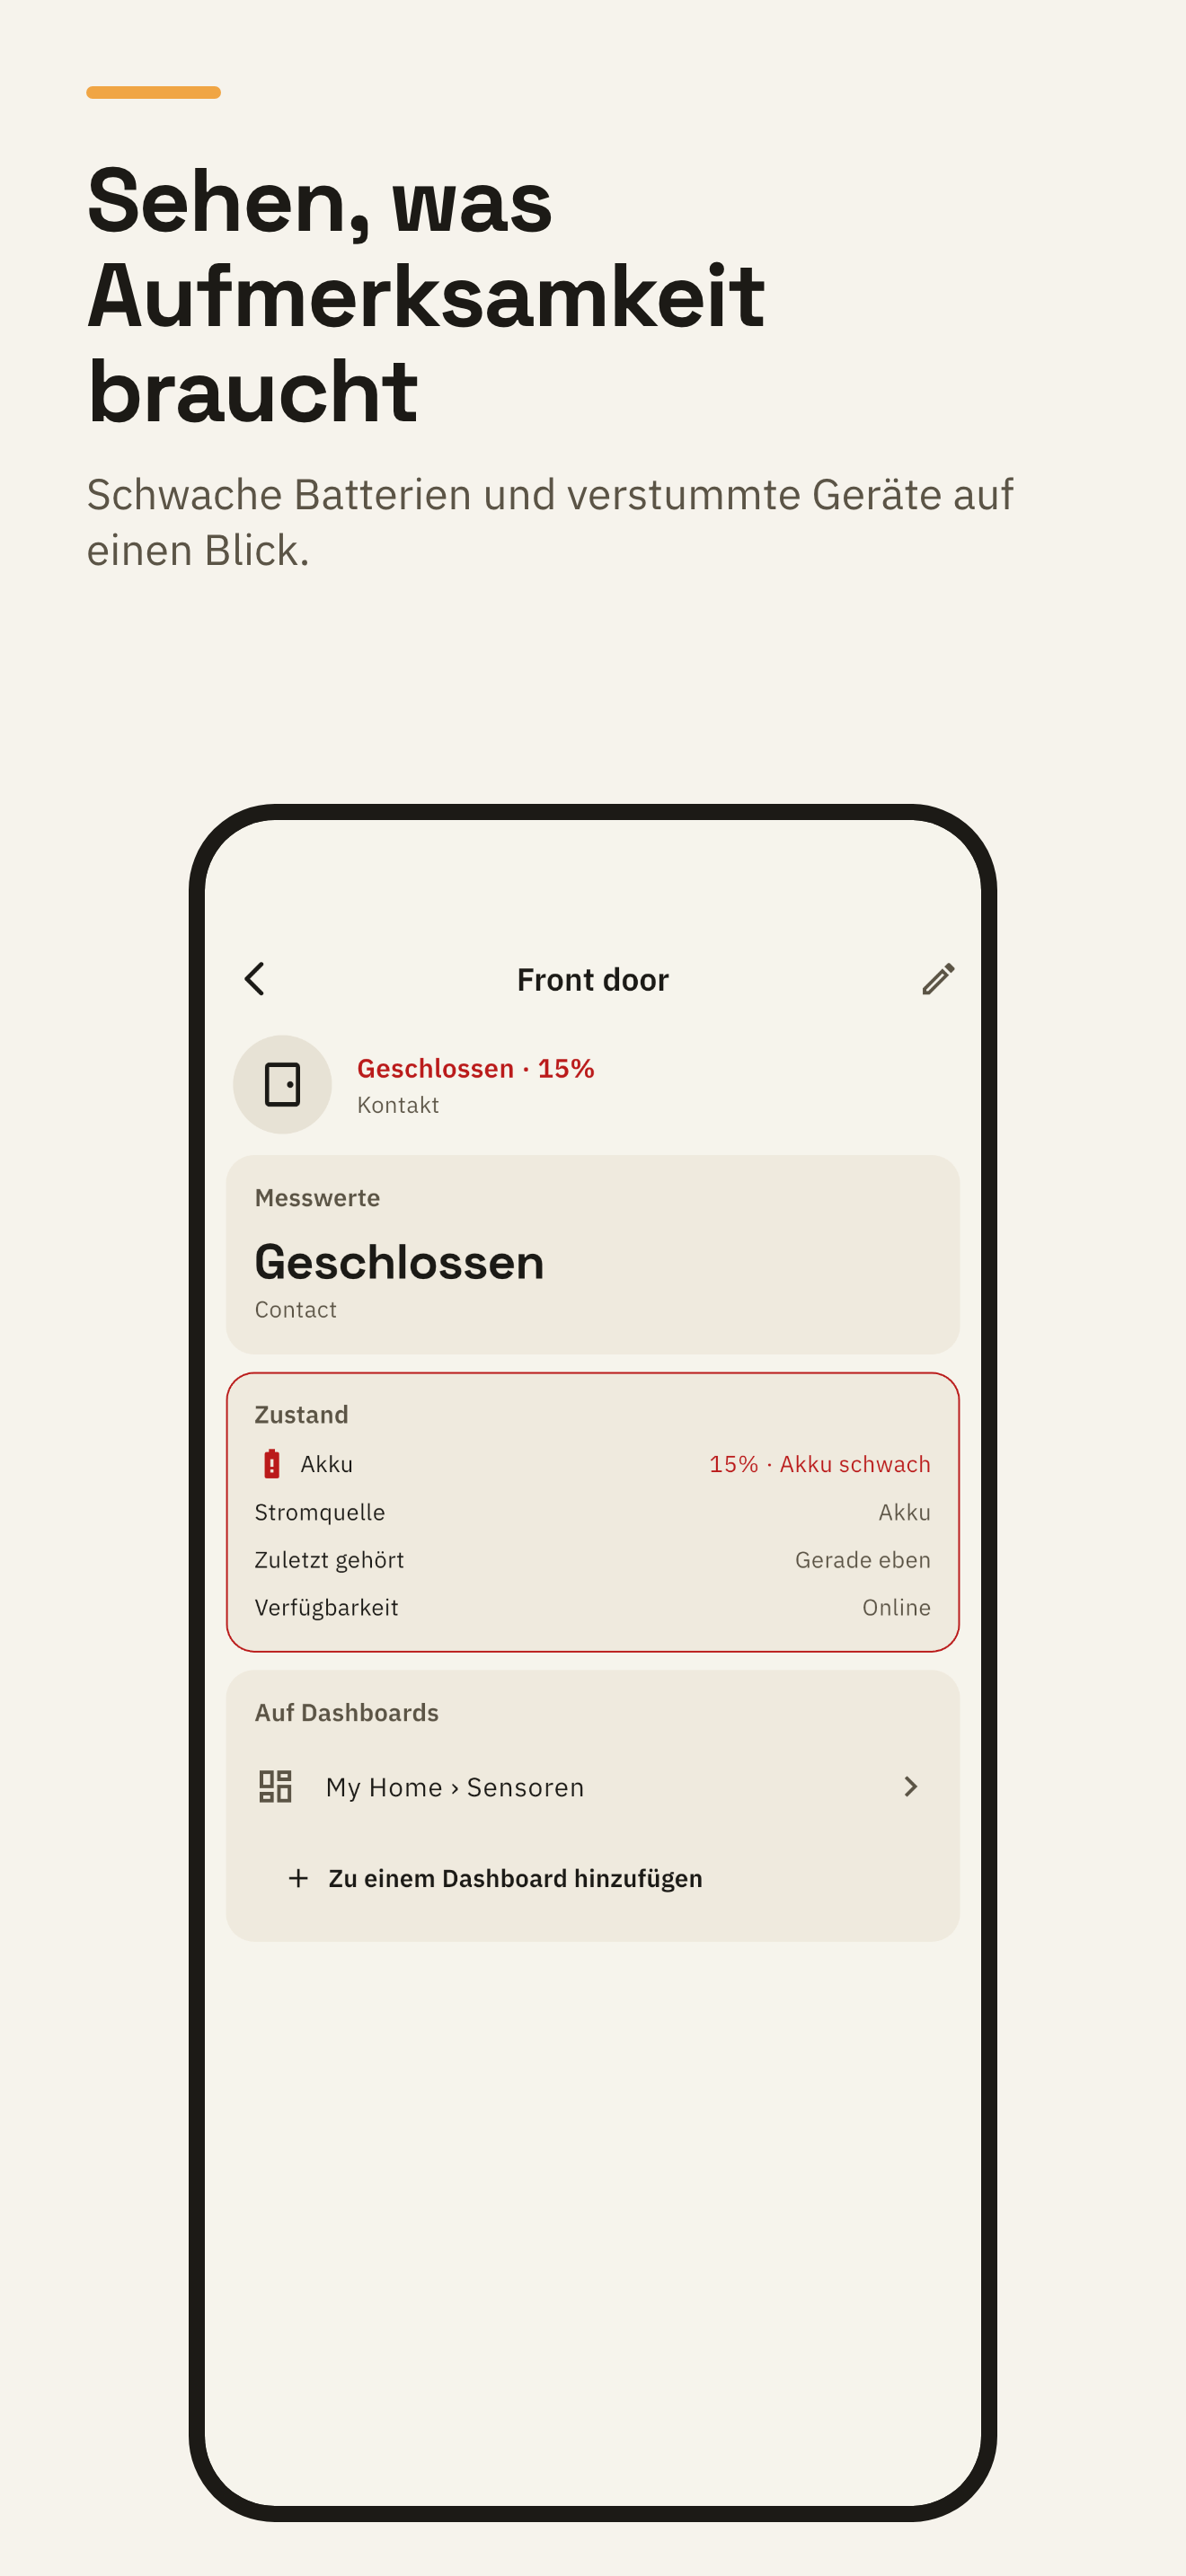 Sehen, was
Aufmerksamkeit
braucht
Schwache Batterien und verstummte Geräte auf
einen Blick.
Front door
Geschlossen · 15%
Kontakt
Messwerte
Geschlossen
Contact
Zustand
Akku 15% · Akku schwach
Stromquelle Akku
Zuletzt gehört Gerade eben
Verfügbarkeit Online
Auf Dashboards
My Home › Sensoren
+ Zu einem Dashboard hinzufügen